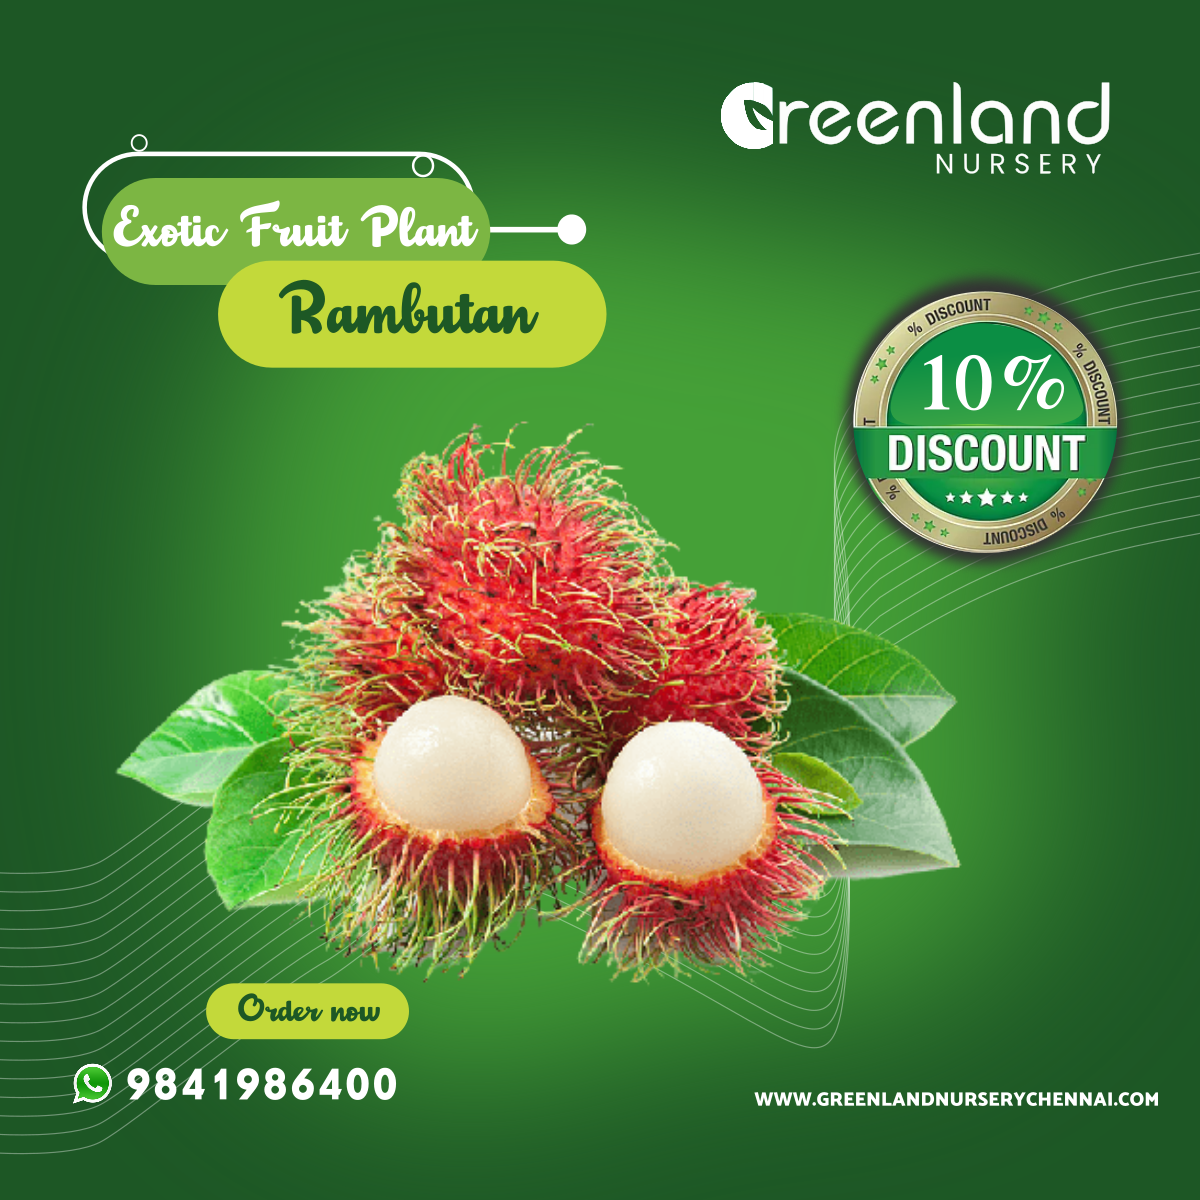 Greenland
NURSERY
Exotic Fruit Plant
Rambutan
% DISCOUNT
% DISCOUNT
10%
DISCOUNT
% DISCOUNT
%
T
Order now
9841986400
WWW.GREENLANDNURSERYCHENNAI.COM